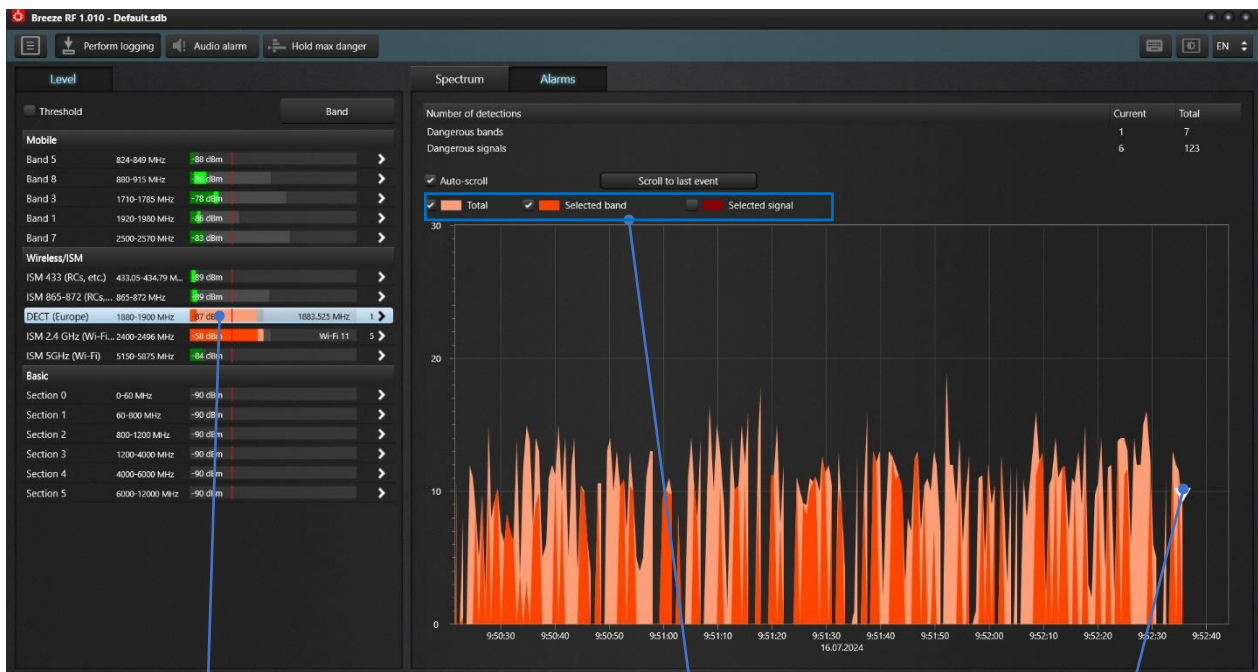 Breeze RF 1.010 - Default.sdb
Perform logging Audio alarm Hold max danger EN
Level
Threshold Band
Mobile
Band 5 824-849 MHz -88 dBm
Band 8 880-915 MHz -88 dBm
Band 3 1710-1785 MHz -78 dBm
Band 1 1920-1980 MHz -86 dBm
Band 7 2500-2570 MHz -83 dBm
Wireless/ISM
ISM 433 (RCs, etc.) 433.05-434.79 M...
ISM 865-872 (RCs,... 865-872 MHz
DECT (Europe) 1880-1900 MHz -87 1883.525 MHz 1
ISM 2.4 GHz (Wi-Fi... 2400-2496 MHz -58 dBm Wi-Fi 11 5
ISM 5GHz (Wi-Fi) 5150-5875 MHz -84 dBm
Basic
Section 0 0-60 MHz -90 dBm
Section 1 60-800 MHz -90 dBm
Section 2 800-1200 MHz -90 dBm
Section 3 1200-4000 MHz -90 dBm
Section 4 4000-6000 MHz -90 dBm
Section 5 6000-12000 MHz -90 dBm
Spectrum Alarms
Number of detections Current Total
Dangerous bands 1 7
Dangerous signals 6 123
Auto-scroll Scroll to last event
Total Selected band Selected signal
30
20
10
0
9:50:30 9:50:40 9:50:50 9:51:00 9:51:10 9:51:20 9:51:30 9:51:40 9:51:50 9:52:00 9:52:10 9:52:20 9:52:30 9:52:40
16.07.2024